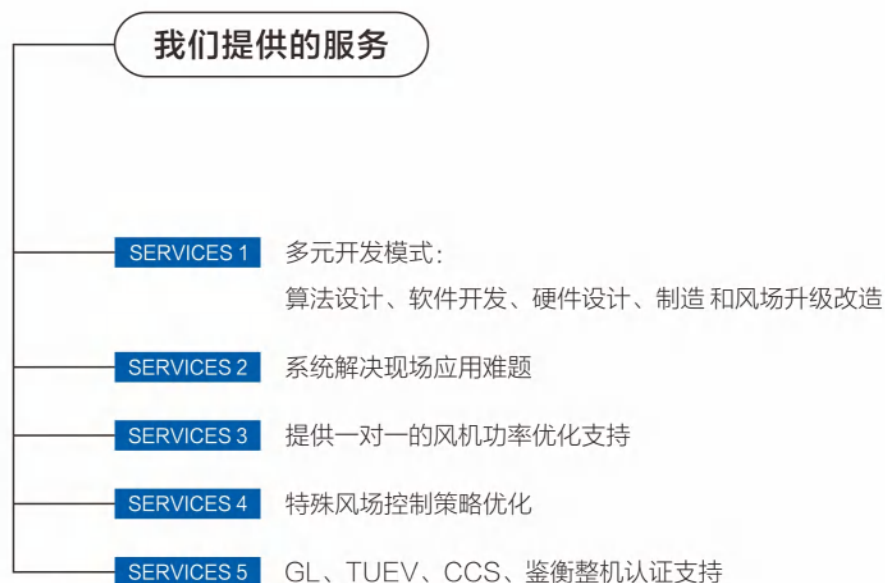 我们提供的服务
SERVICES 1 多元开发模式：
算法设计、软件开发、硬件设计、制造 和风场升级改造
SERVICES 2 系统解决现场应用难题
SERVICES 3 提供一对一的风机功率优化支持
SERVICES 4 特殊风场控制策略优化
SERVICES 5 GL、TUEV、CCS、鉴衡整机认证支持